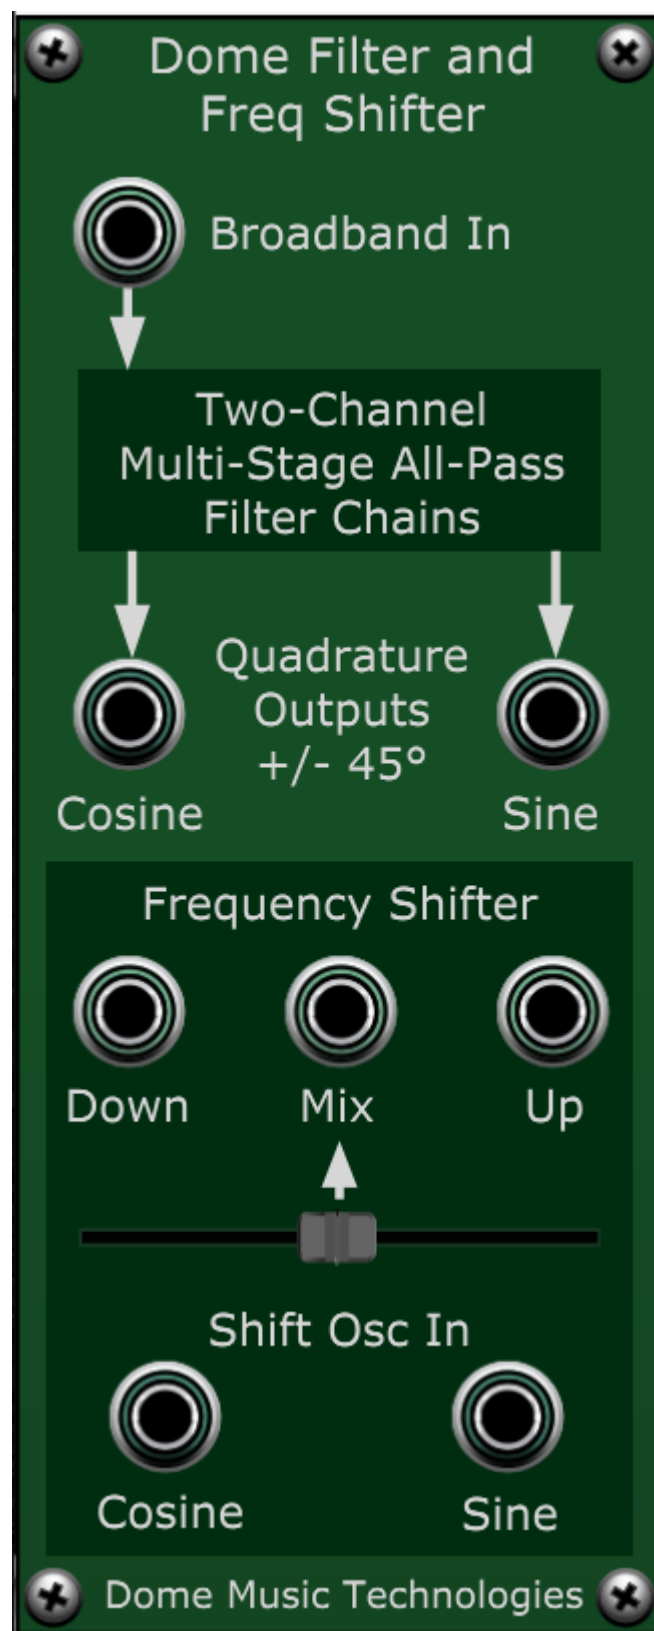 Dome Filter and
Freq Shifter
Broadband In
Two-Channel
Multi-Stage All-Pass
Filter Chains
Quadrature
Outputs
+/- 45°
Cosine
Sine
Frequency Shifter
Down
Mix
Up
Shift Osc In
Cosine
Sine
Dome Music Technologies